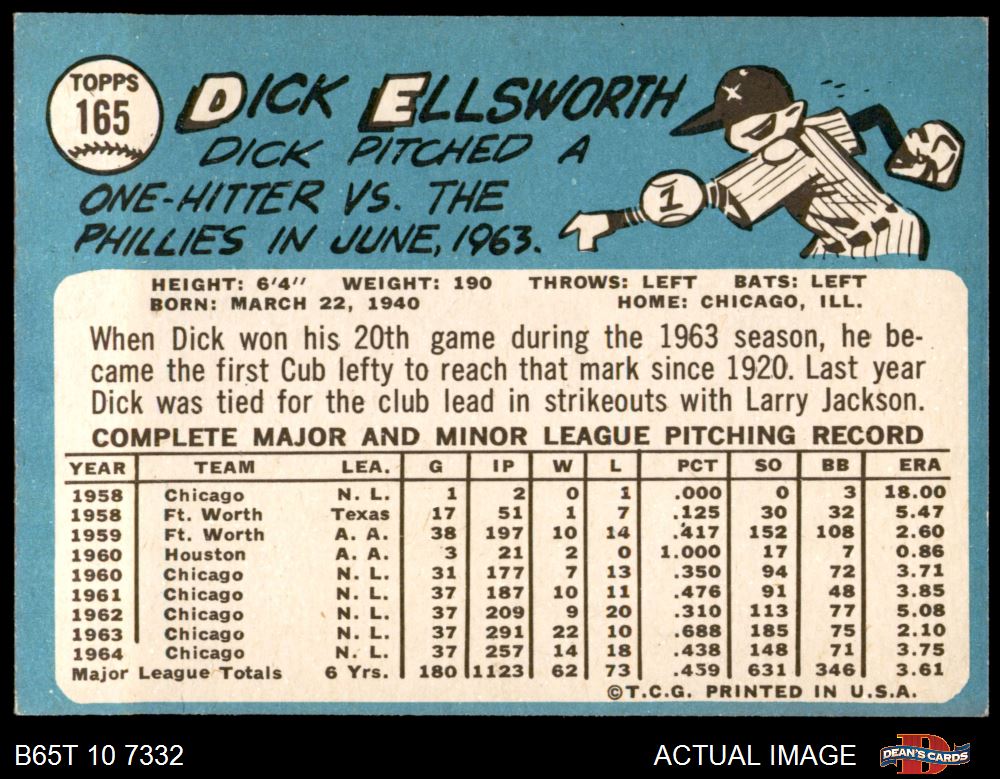 TOPPS
165
DICK ELLSWORTH
DICK PITCHED A
ONE-HITTER VS. THE
PHILLIES IN JUNE, 1963.
1
HEIGHT: 6'4" WEIGHT: 190 THROWS: LEFT BATS: LEFT
BORN: MARCH 22, 1940 HOME: CHICAGO, ILL.
When Dick won his 20th game during the 1963 season, he be-
came the first Cub lefty to reach that mark since 1920. Last year
Dick was tied for the club lead in strikeouts with Larry Jackson.
COMPLETE MAJOR AND MINOR LEAGUE PITCHING RECORD
YEAR TEAM LEA. G IP W L PCT SO BB ERA
1958 Chicago N. L. 1 2 0 1 .000 0 3 18.00
1958 Ft. Worth Texas 17 51 1 7 .125 30 32 5.47
1959 Ft. Worth A. A. 38 197 10 14 .417 152 108 2.60
1960 Houston A. A. 3 21 2 0 1.000 17 7 0.86
1960 Chicago N. L. 31 177 7 13 .350 94 72 3.71
1961 Chicago N. L. 37 187 10 11 .476 91 48 3.85
1962 Chicago N. L. 37 209 9 20 .310 113 77 5.08
1963 Chicago N. L. 37 291 22 10 .688 185 75 2.10
1964 Chicago N. L. 37 257 14 18 .438 148 71 3.75
Major League Totals 6 Yrs. 180 1123 62 73 .459 631 346 3.61
©T.C.G. PRINTED IN U.S.A.
B65T 10 7332 ACTUAL IMAGE DEAN'S CARDS